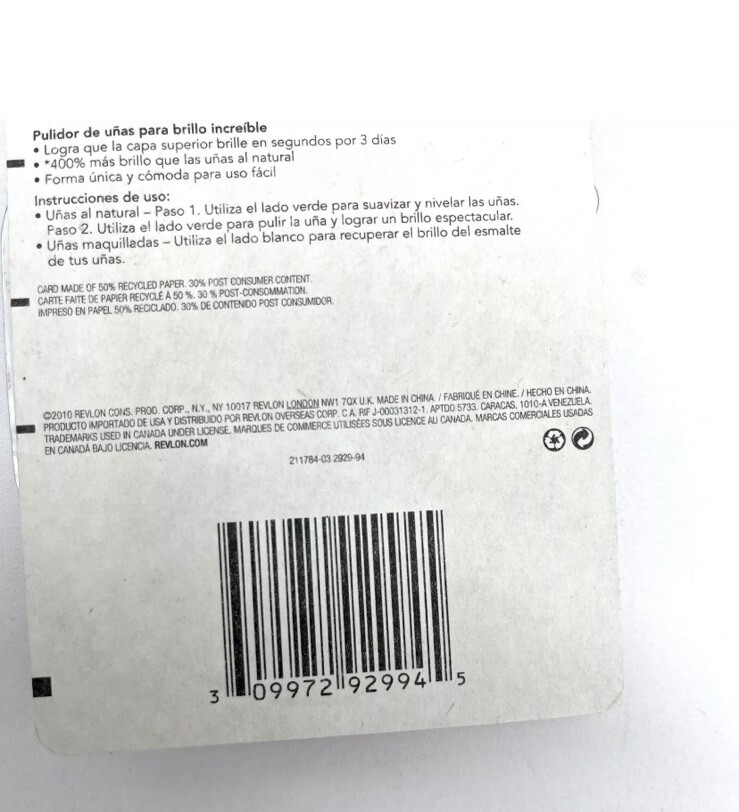 Pulidor de uñas para brillo increíble
• Logra que la capa superior brille en segundos por 3 días
• *400% más brillo que las uñas al natural
• Forma única y cómoda para uso fácil
Instrucciones de uso:
• Uñas al natural – Paso 1. Utiliza el lado verde para suavizar y nivelar las uñas.
Paso 2. Utiliza el lado verde para pulir la uña y lograr un brillo espectacular.
• Uñas maquilladas – Utiliza el lado blanco para recuperar el brillo del esmalte
de tus uñas.
CARD MADE OF 50% RECYCLED PAPER. 30% POST CONSUMER CONTENT.
CARTE FAITE DE PAPIER RECYCLÉ À 50 %. 30 % POST-CONSOMMATION.
IMPRESO EN PAPEL 50% RECICLADO. 30% DE CONTENIDO POST CONSUMIDOR.
©2010 REVLON CONS. PROD. CORP., N.Y., NY 10017 REVLON LONDON NW1 7QX U.K. MADE IN CHINA. / FABRIQUÉ EN CHINE. / HECHO EN CHINA.
PRODUCTO IMPORTADO DE USA Y DISTRIBUIDO POR REVLON OVERSEAS CORP. C.A. RIF J-00031312-1. APTDO 5733. CARACAS, 1010-A VENEZUELA.
TRADEMARKS USED IN CANADA UNDER LICENSE. MARQUES DE COMMERCE UTILISÉES SOUS LICENCE AU CANADA. MARCAS COMERCIALES USADAS
EN CANADÁ BAJO LICENCIA. REVLON.COM
211784-03 2929-94
3 09972 92994 5